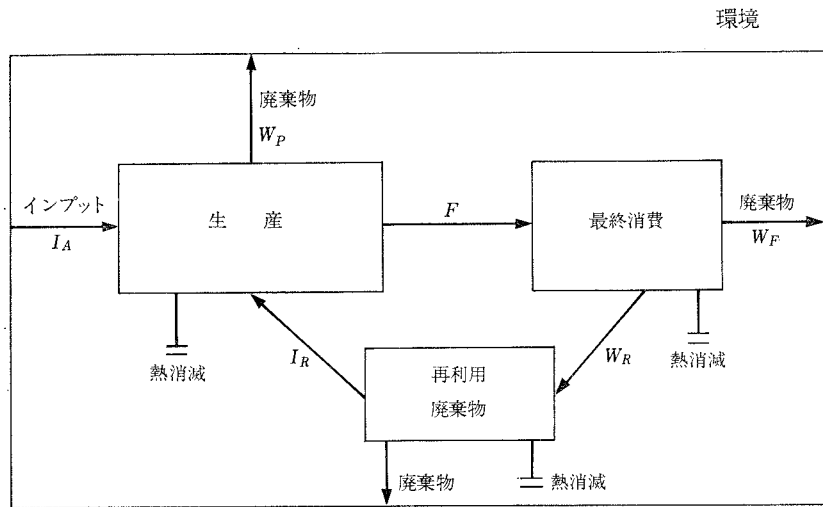 環境
廃棄物
W_P
インプット
I_A
生 産
F
最終消費
廃棄物
W_F
熱消滅
I_R
再利用
廃棄物
W_R
熱消滅
廃棄物
熱消滅